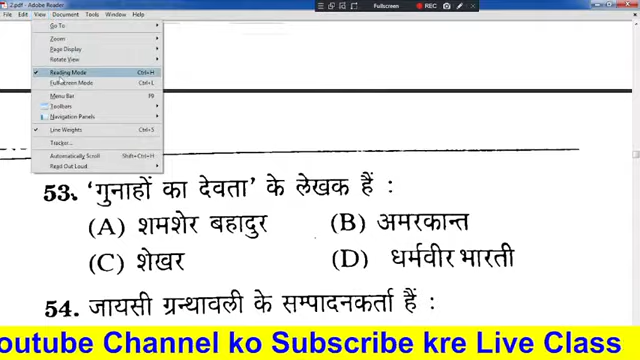 2.pdf - Adobe Reader
Fullscreen
REC
File Edit View Document Tools Window Help
Go To
Zoom
Page Display
Rotate View
Reading Mode Ctrl+H
Full Screen Mode Ctrl+L
Menu Bar F9
Toolbars
Navigation Panels
Line Weights Ctrl+5
Tracker...
Automatically Scroll Shift+Ctrl+H
Read Out Loud
53. ‘गुनाहों का देवता’ के लेखक हैं :
(A) शमशेर बहादुर (B) अमरकान्त
(C) शेखर (D) धर्मवीर भारती
54. जायसी ग्रन्थावली के सम्पादनकर्ता हैं :
outube Channel ko Subscribe kre Live Class